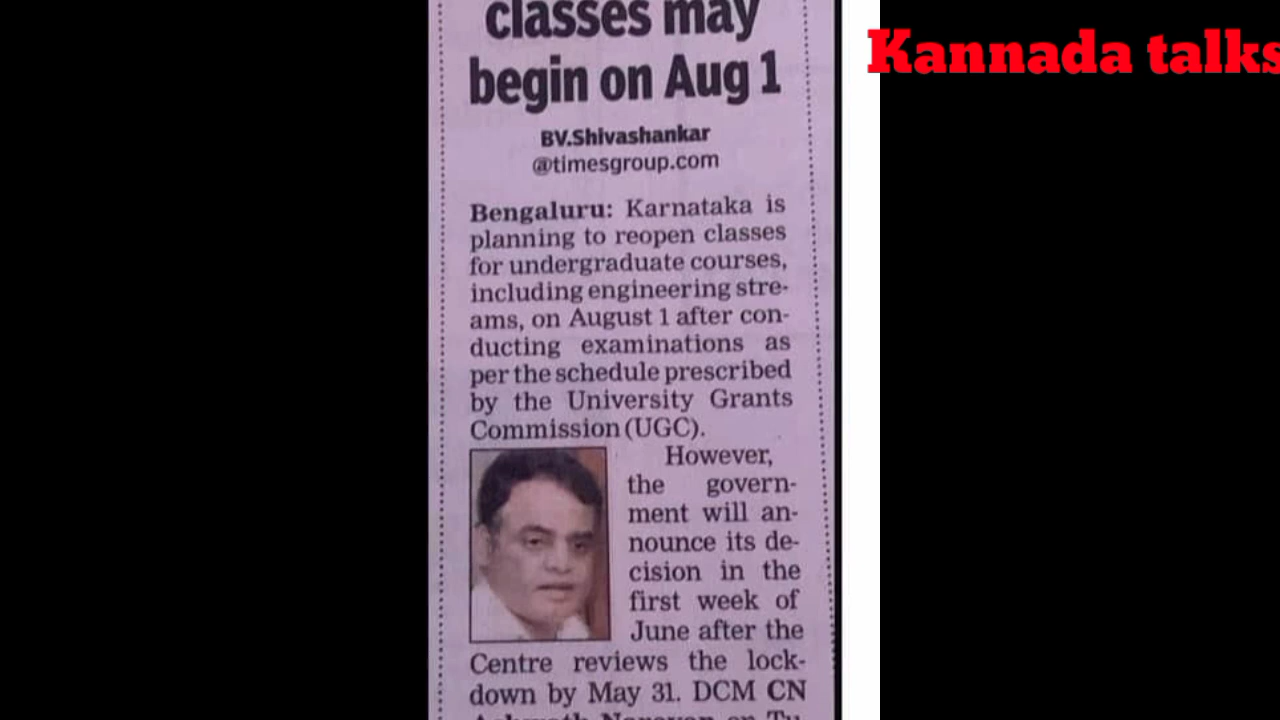 classes may
begin on Aug 1
BV.Shivashankar
@timesgroup.com
Bengaluru: Karnataka is
planning to reopen classes
for undergraduate courses,
including engineering stre-
ams, on August 1 after con-
ducting examinations as
per the schedule prescribed
by the University Grants
Commission (UGC).
However,
the govern-
ment will an-
nounce its de-
cision in the
first week of
June after the
Centre reviews the lock-
down by May 31. DCM CN
Kannada talks